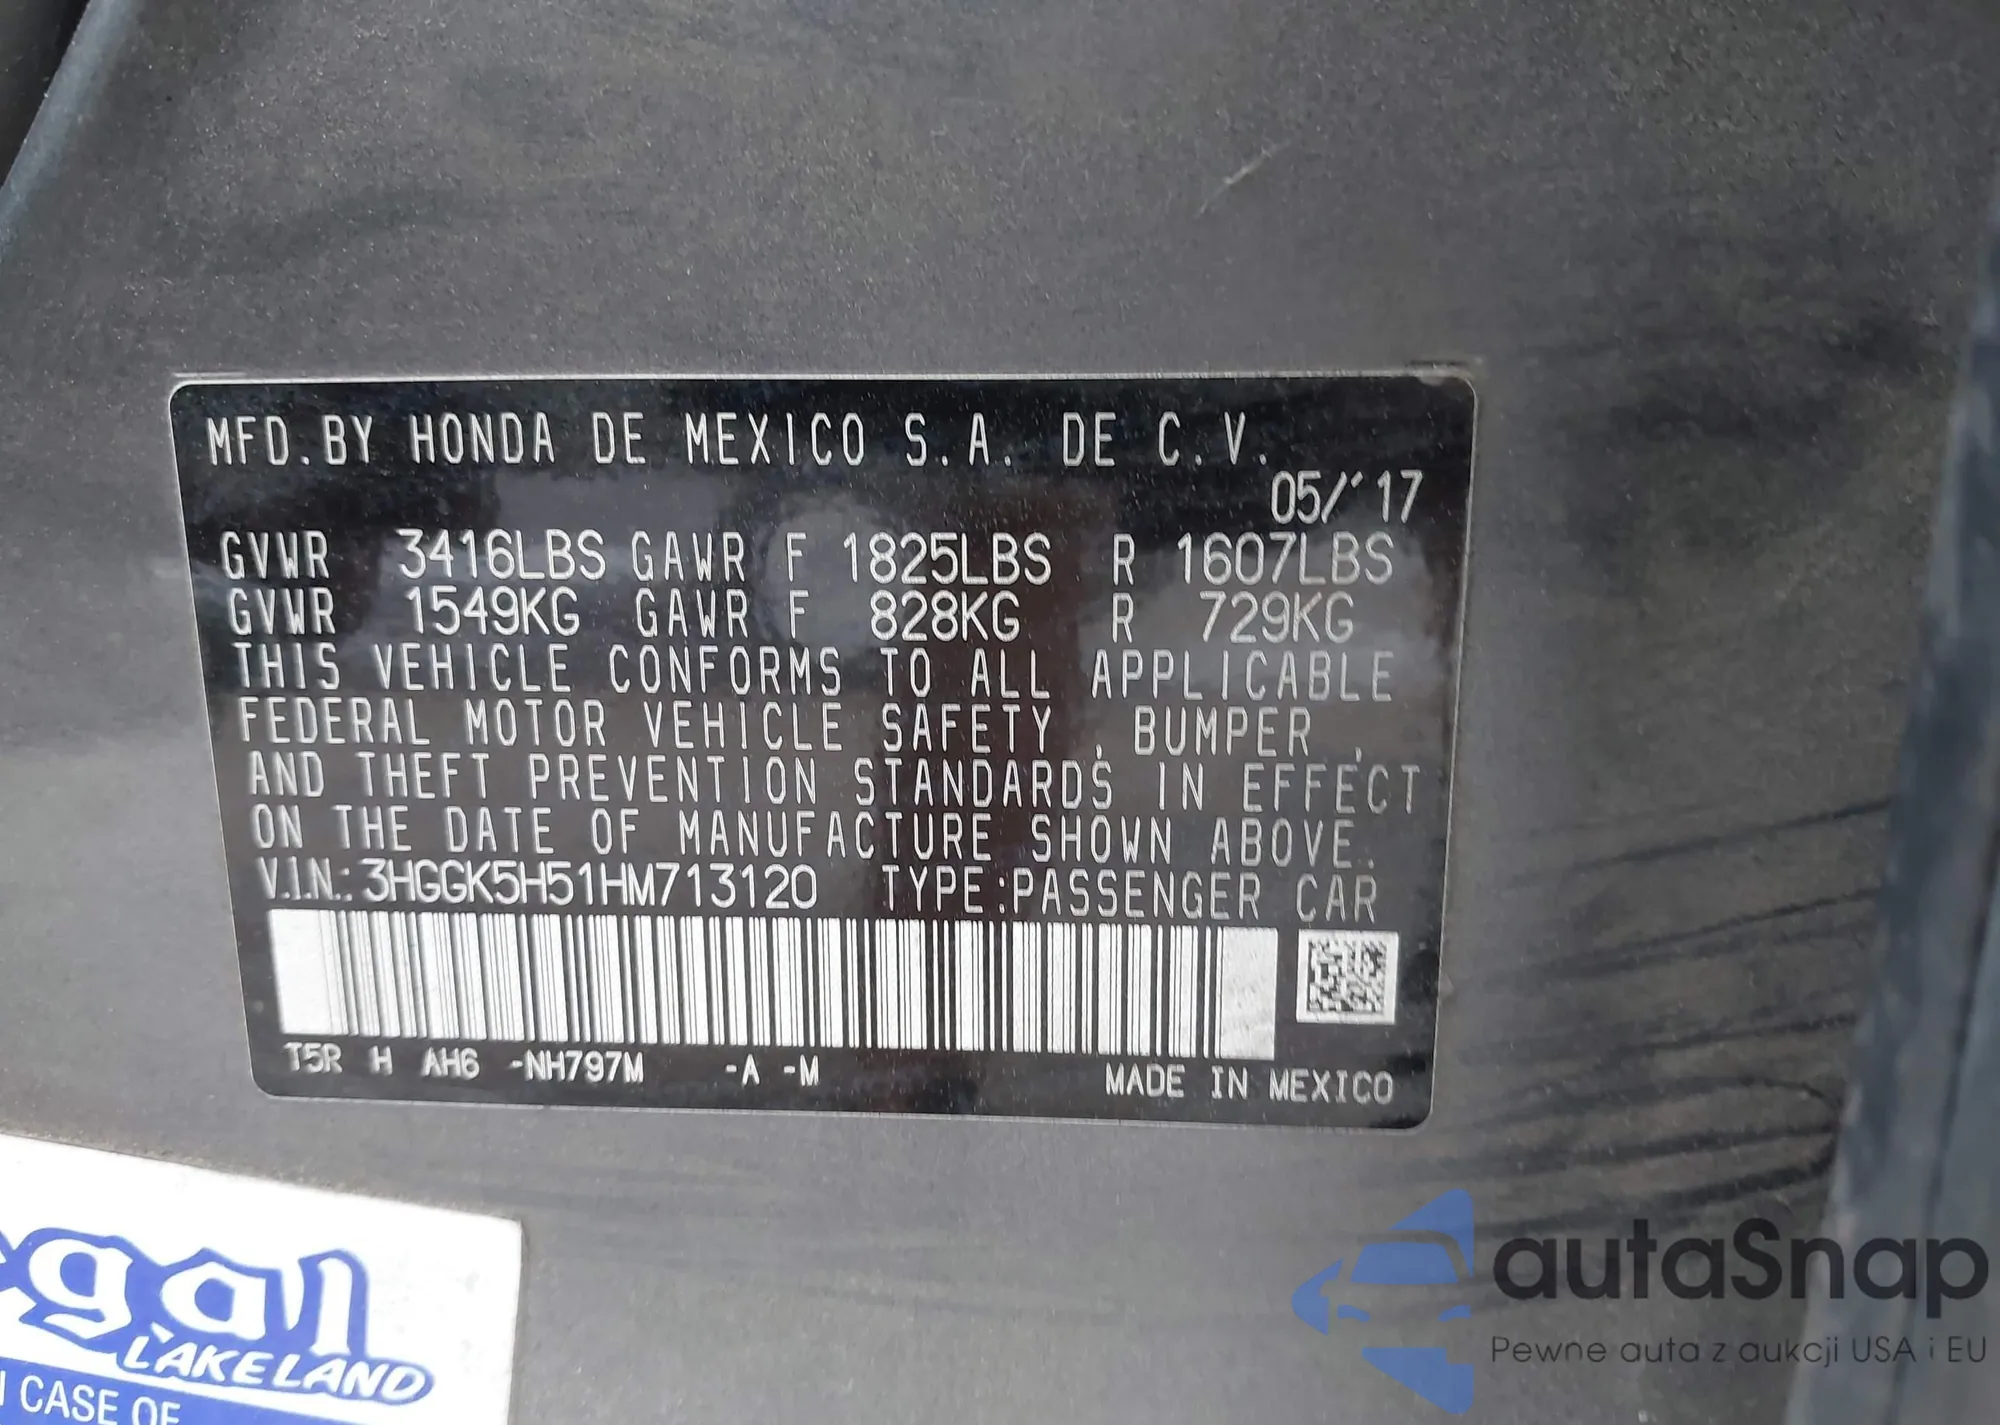 MFD.BY HONDA DE MEXICO S.A. DE C.V.
05/'17
GVWR 3416LBS GAWR F 1825LBS R 1607LBS
GVWR 1549KG GAWR F 828KG R 729KG
THIS VEHICLE CONFORMS TO ALL APPLICABLE
FEDERAL MOTOR VEHICLE SAFETY , BUMPER ,
AND THEFT PREVENTION STANDARDS IN EFFECT
ON THE DATE OF MANUFACTURE SHOWN ABOVE.
V.I.N.: 3HGGK5H51HM713120 TYPE:PASSENGER CAR
T5R H AH6 -NH797M -A -M
MADE IN MEXICO
LAKELAND
CASE OF
autaSnap
Pewne auta z aukcji USA i EU